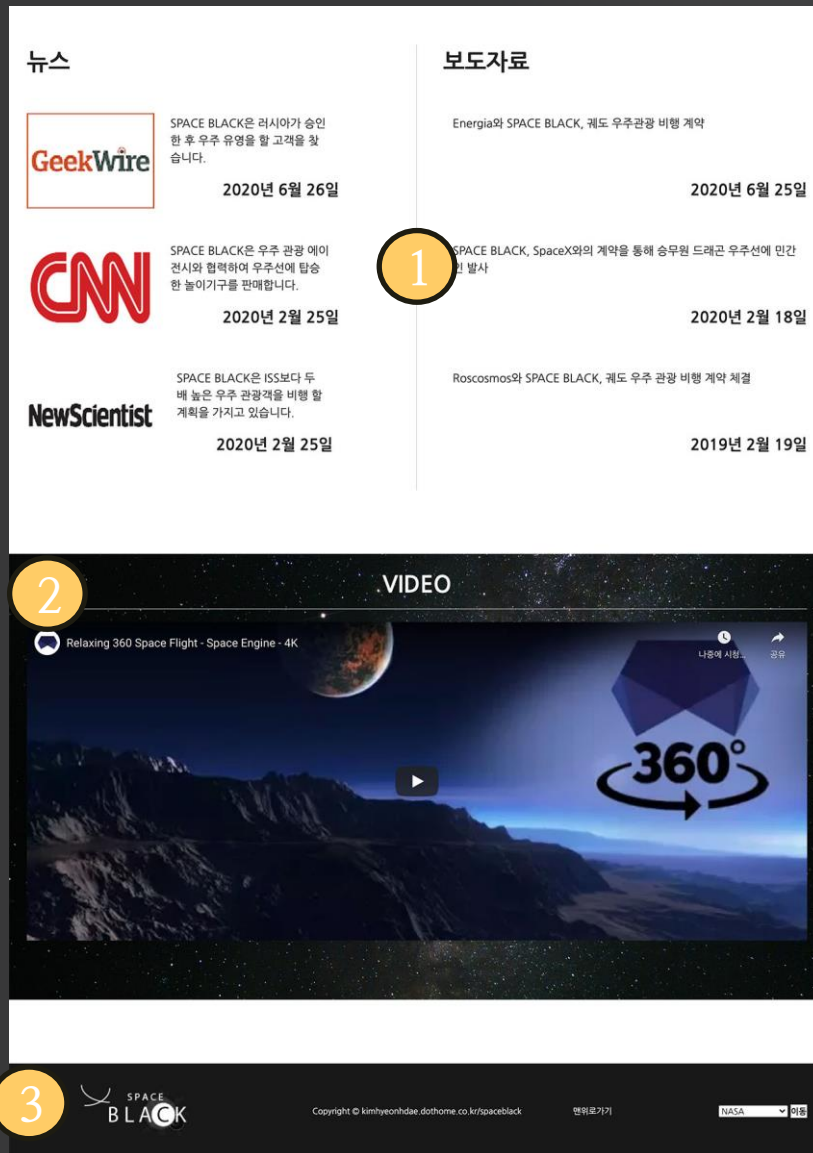 뉴스
GeekWire
SPACE BLACK은 러시아가 승인
한 후 우주 유영을 할 고객을 찾
습니다.
2020년 6월 26일
CNN
SPACE BLACK은 우주 관광 에이
전시와 협력하여 우주선에 탑승
한 놀이기구를 판매합니다.
2020년 2월 25일
NewScientist
SPACE BLACK은 ISS보다 두
배 높은 우주 관광객을 비행 할
계획을 가지고 있습니다.
2020년 2월 25일
보도자료
Energia와 SPACE BLACK, 궤도 우주관광 비행 계약
2020년 6월 25일
1
SPACE BLACK, SpaceX와의 계약을 통해 승무원 드래곤 우주선에 민간
인 발사
2020년 2월 18일
Roscosmos와 SPACE BLACK, 궤도 우주 관광 비행 계약 체결
2019년 2월 19일
2
VIDEO
Relaxing 360 Space Flight - Space Engine - 4K
나중에 시청...
공유
360°
3
SPACE
BLACK
Copyright © kimhyeonhdae.dothome.co.kr/spaceblack
맨위로가기
NASA
이동